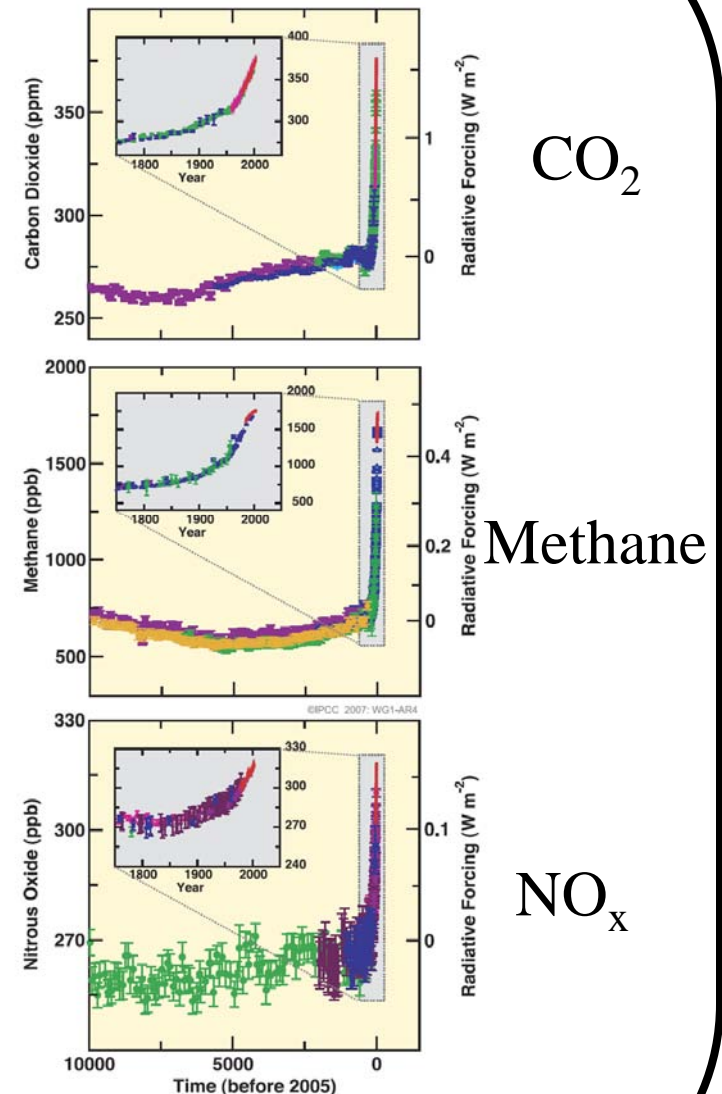 400
350
300
1800 1900 2000
Year
350
300
250
Carbon Dioxide (ppm)
1
0
Radiative Forcing (W m-2)
CO2
2000
1500
1000
500
1800 1900 2000
Year
2000
1500
1000
500
Methane (ppb)
0,4
0,2
0
Radiative Forcing (W m-2)
Methane
©IPCC 2007: WG1-AR4
330
300
270
240
1800 1900 2000
Year
330
300
270
Nitrous Oxide (ppb)
0.1
0
Radiative Forcing (W m-2)
NOx
10000 5000 0
Time (before 2005)